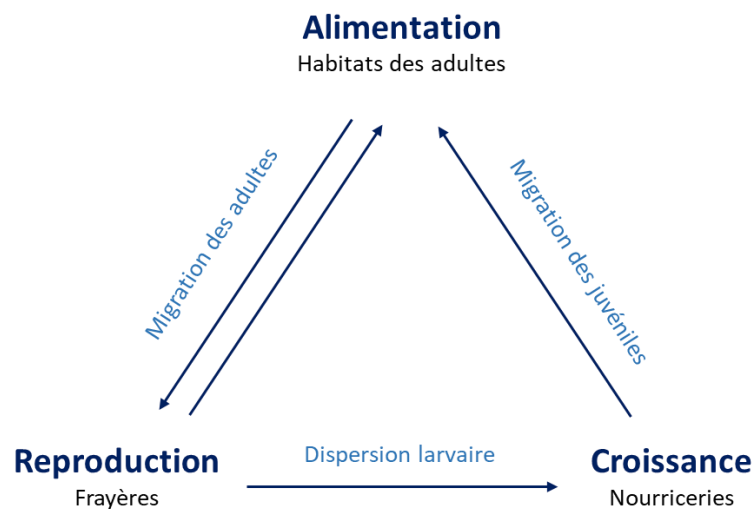 Alimentation
Habitats des adultes
Migration des adultes
Migration des juvéniles
Reproduction
Frayères
Dispersion larvaire
Croissance
Nourriceries